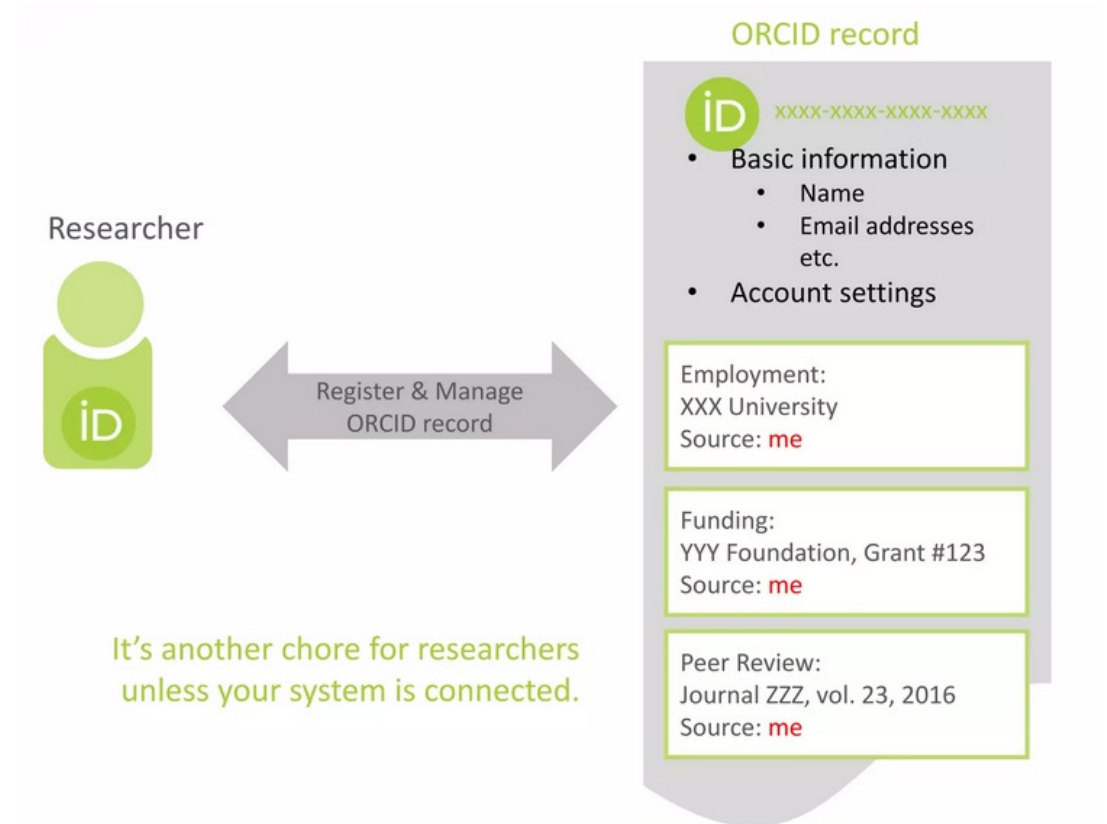 ORCID record
iD xxxx-xxxx-xxxx-xxxx
• Basic information
• Name
• Email addresses
etc.
• Account settings
Researcher
iD
Register & Manage
ORCID record
Employment:
XXX University
Source: me
Funding:
YYY Foundation, Grant #123
Source: me
Peer Review:
Journal ZZZ, vol. 23, 2016
Source: me
It’s another chore for researchers
unless your system is connected.